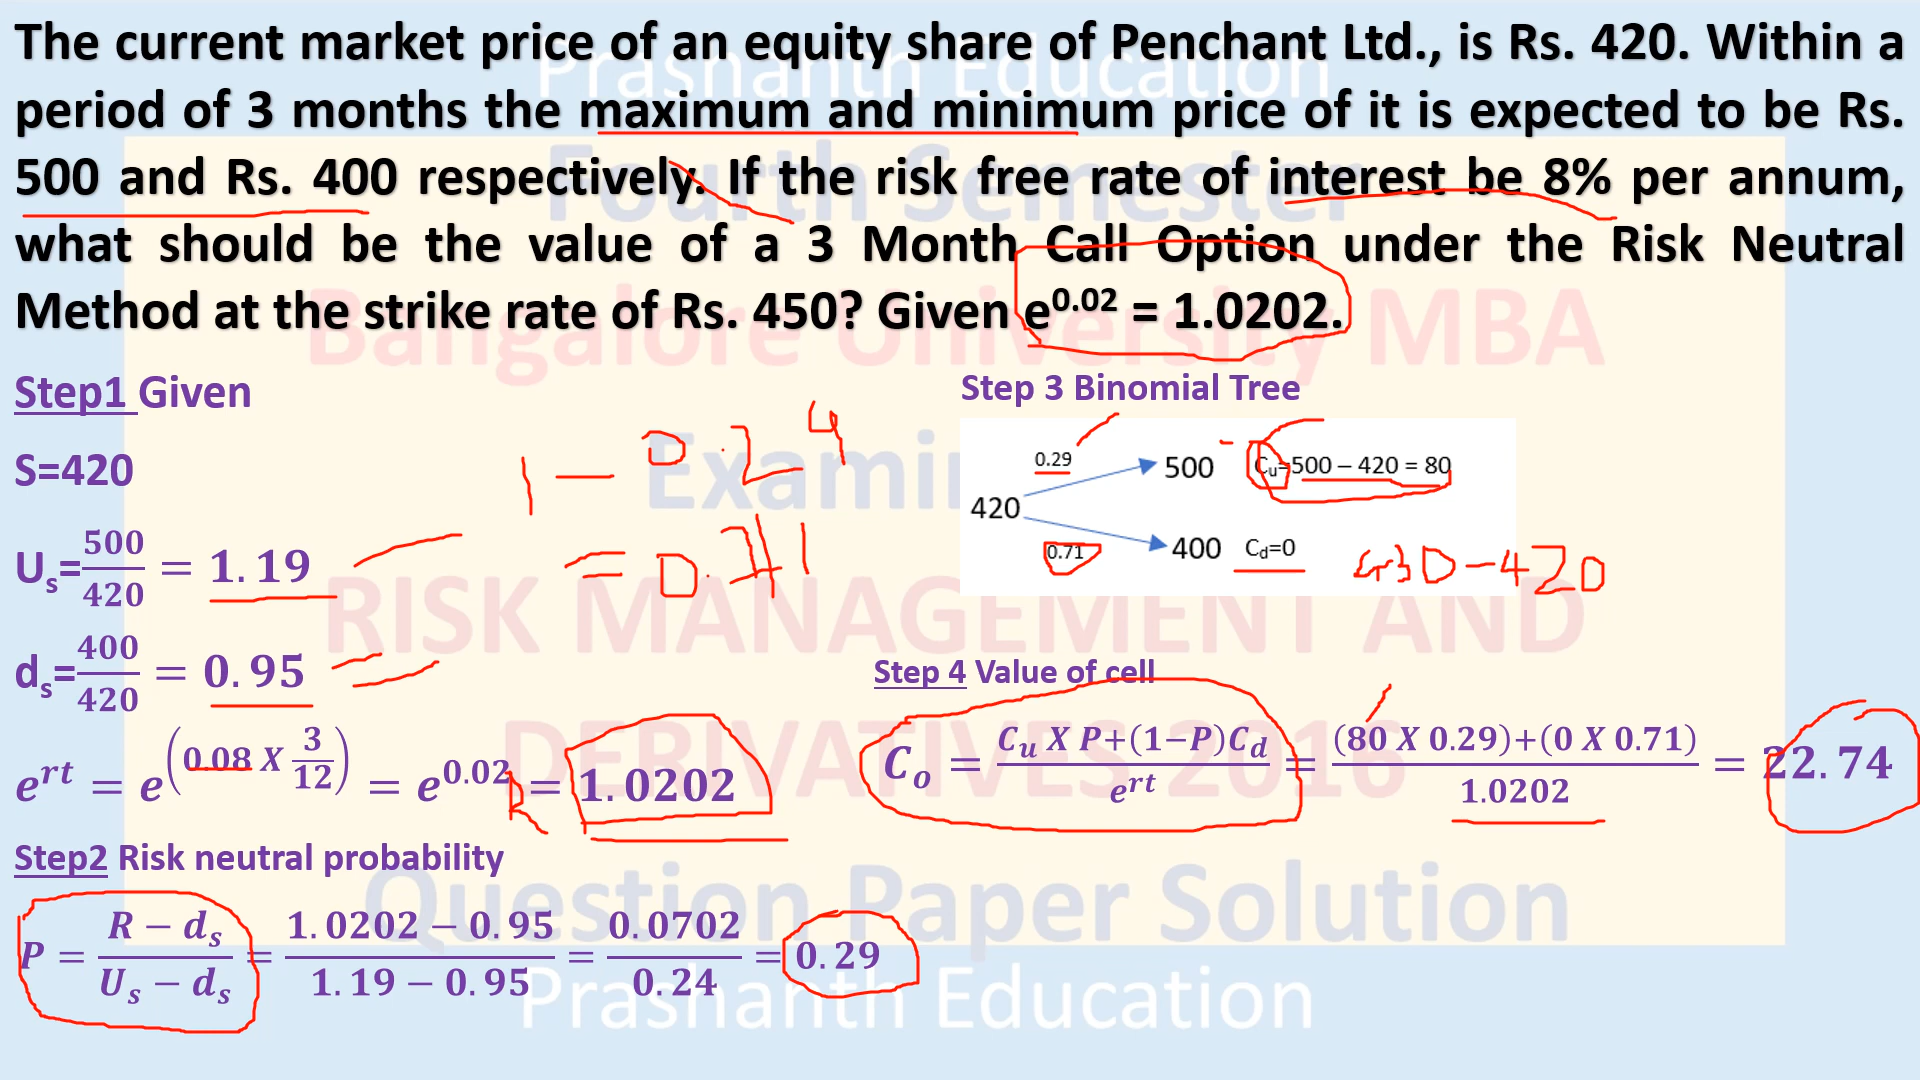 The current market price of an equity share of Penchant Ltd., is Rs. 420. Within a
period of 3 months the maximum and minimum price of it is expected to be Rs.
500 and Rs. 400 respectively. If the risk free rate of interest be 8% per annum,
what should be the value of a 3 Month Call Option under the Risk Neutral
Method at the strike rate of Rs. 450? Given e^0.02 = 1.0202.
Prashanth Education
Fourth Semester
Bangalore University MBA
Examin
RISK MANAGEMENT AND
DERIVATIVES 2016
Question Paper Solution
Prashanth Education
Step1 Given
S=420
Us=500/420 = 1.19
ds=400/420 = 0.95
e^rt = e^(0.08 X 3/12) = e^0.02 = 1.0202
R
Step2 Risk neutral probability
P = (R − ds)/(Us − ds) = (1.0202 − 0.95)/(1.19 − 0.95) = 0.0702/0.24 = 0.29
1 − 0.29
= 0.71
Step 3 Binomial Tree
0.29
500
Cu=500 – 420 = 80
420
0.71
400
Cd=0
0-420
Step 4 Value of cell
Co = (Cu X P+(1−P)Cd)/e^rt = ((80 X 0.29)+(0 X 0.71))/1.0202 = 22.74